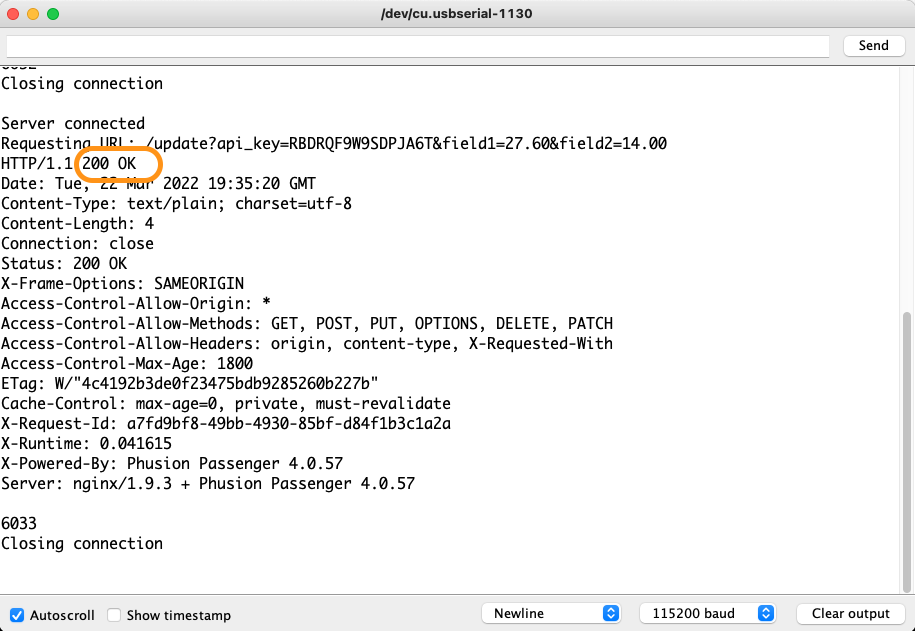 /dev/cu.usbserial-1130
Send
6032
Closing connection
Server connected
Requesting URL: /update?api_key=RBDRQF9W9SDPJA6T&field1=27.60&field2=14.00
HTTP/1.1 200 OK
Date: Tue, 22 Mar 2022 19:35:20 GMT
Content-Type: text/plain; charset=utf-8
Content-Length: 4
Connection: close
Status: 200 OK
X-Frame-Options: SAMEORIGIN
Access-Control-Allow-Origin: *
Access-Control-Allow-Methods: GET, POST, PUT, OPTIONS, DELETE, PATCH
Access-Control-Allow-Headers: origin, content-type, X-Requested-With
Access-Control-Max-Age: 1800
ETag: W/"4c4192b3de0f23475bdb9285260b227b"
Cache-Control: max-age=0, private, must-revalidate
X-Request-Id: a7fd9bf8-49bb-4930-85bf-d84f1b3c1a2a
X-Runtime: 0.041615
X-Powered-By: Phusion Passenger 4.0.57
Server: nginx/1.9.3 + Phusion Passenger 4.0.57
6033
Closing connection
Autoscroll Show timestamp Newline 115200 baud Clear output